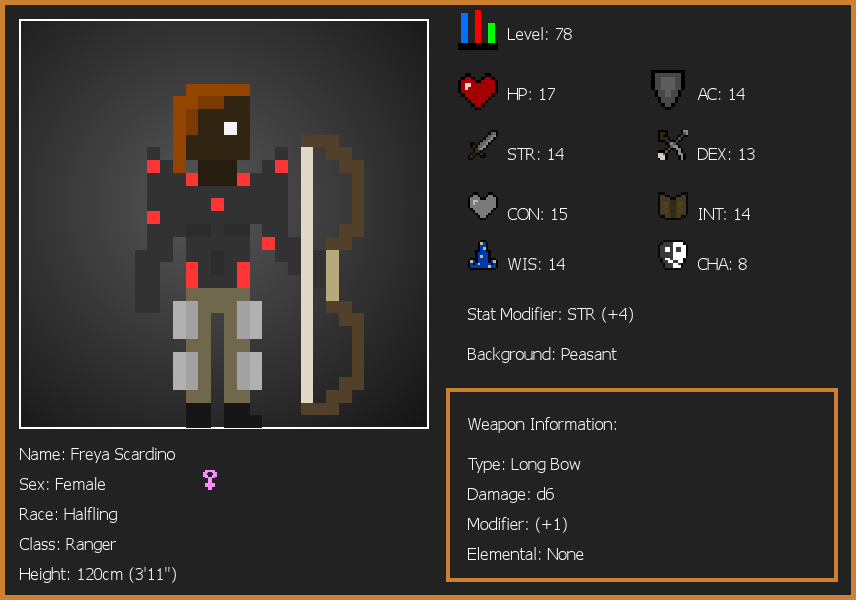 Level: 78
HP: 17
AC: 14
STR: 14
DEX: 13
CON: 15
INT: 14
WIS: 14
CHA: 8
Stat Modifier: STR (+4)
Background: Peasant
Weapon Information:
Type: Long Bow
Damage: d6
Modifier: (+1)
Elemental: None
Name: Freya Scardino
Sex: Female
Race: Halfling
Class: Ranger
Height: 120cm (3'11")